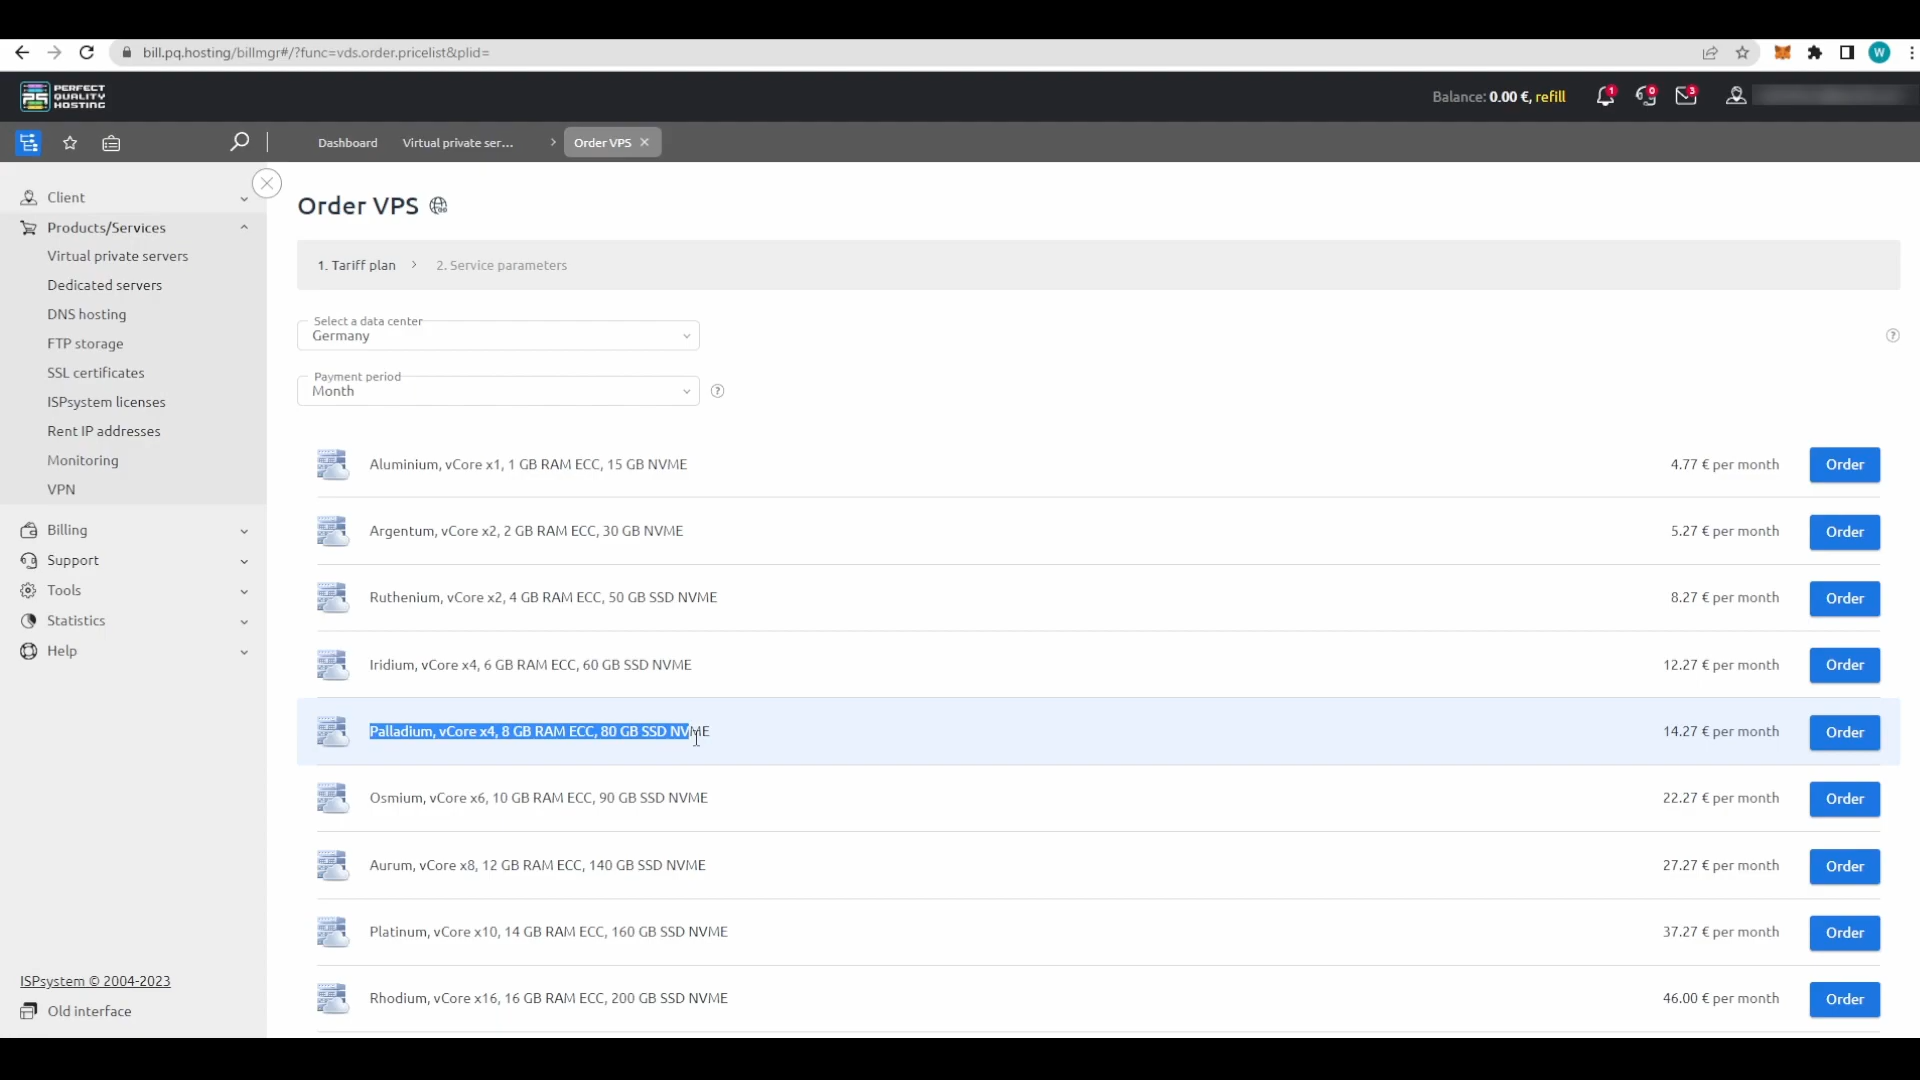 bill.pq.hosting/billmgr#/?func=vds.order.pricelist&plid=
W
PERFECT
QUALITY
HOSTING
Balance: 0.00 €, refill
1
0
3
Dashboard
Virtual private ser...
Order VPS
Client
Products/Services
Virtual private servers
Dedicated servers
DNS hosting
FTP storage
SSL certificates
ISPsystem licenses
Rent IP addresses
Monitoring
VPN
Billing
Support
Tools
Statistics
Help
ISPsystem © 2004-2023
Old interface
Order VPS
1. Tariff plan
2. Service parameters
Select a data center
Germany
?
Payment period
Month
?
Aluminium, vCore x1, 1 GB RAM ECC, 15 GB NVME
4.77 € per month
Order
Argentum, vCore x2, 2 GB RAM ECC, 30 GB NVME
5.27 € per month
Order
Ruthenium, vCore x2, 4 GB RAM ECC, 50 GB SSD NVME
8.27 € per month
Order
Iridium, vCore x4, 6 GB RAM ECC, 60 GB SSD NVME
12.27 € per month
Order
Palladium, vCore x4, 8 GB RAM ECC, 80 GB SSD NVME
14.27 € per month
Order
Osmium, vCore x6, 10 GB RAM ECC, 90 GB SSD NVME
22.27 € per month
Order
Aurum, vCore x8, 12 GB RAM ECC, 140 GB SSD NVME
27.27 € per month
Order
Platinum, vCore x10, 14 GB RAM ECC, 160 GB SSD NVME
37.27 € per month
Order
Rhodium, vCore x16, 16 GB RAM ECC, 200 GB SSD NVME
46.00 € per month
Order